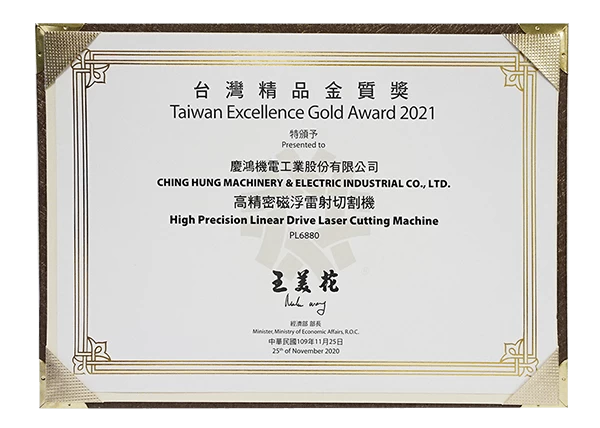 台灣精品金質獎
Taiwan Excellence Gold Award 2021
特頒予
Presented to
慶鴻機電工業股份有限公司
CHING HUNG MACHINERY & ELECTRIC INDUSTRIAL CO., LTD.
高精密磁浮雷射切割機
High Precision Linear Drive Laser Cutting Machine
PL6880
王美花
經濟部 部長
Minister, Ministry of Economic Affairs, R.O.C.
中華民國109年11月25日
25th of November 2020